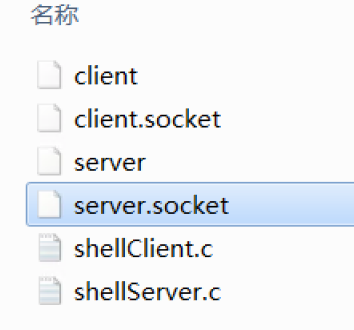 名称
client
client.socket
server
server.socket
shellClient.c
shellServer.c